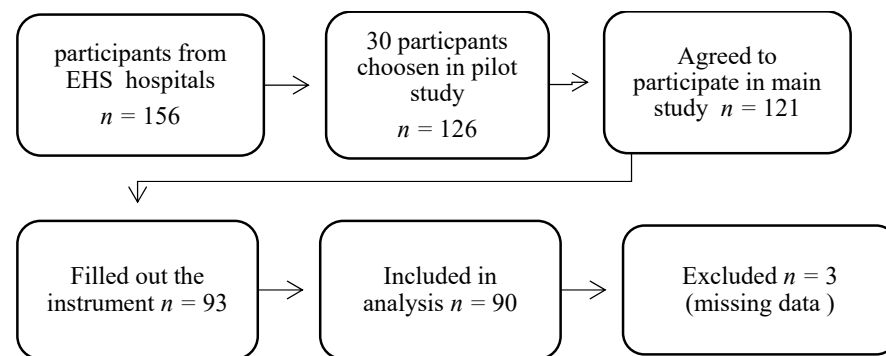 participants from
EHS hospitals
n = 156
30 particpants
choosen in pilot
study
n = 126
Agreed to
participate in main
study n = 121
Filled out the
instrument n = 93
Included in
analysis n = 90
Excluded n = 3
(missing data )